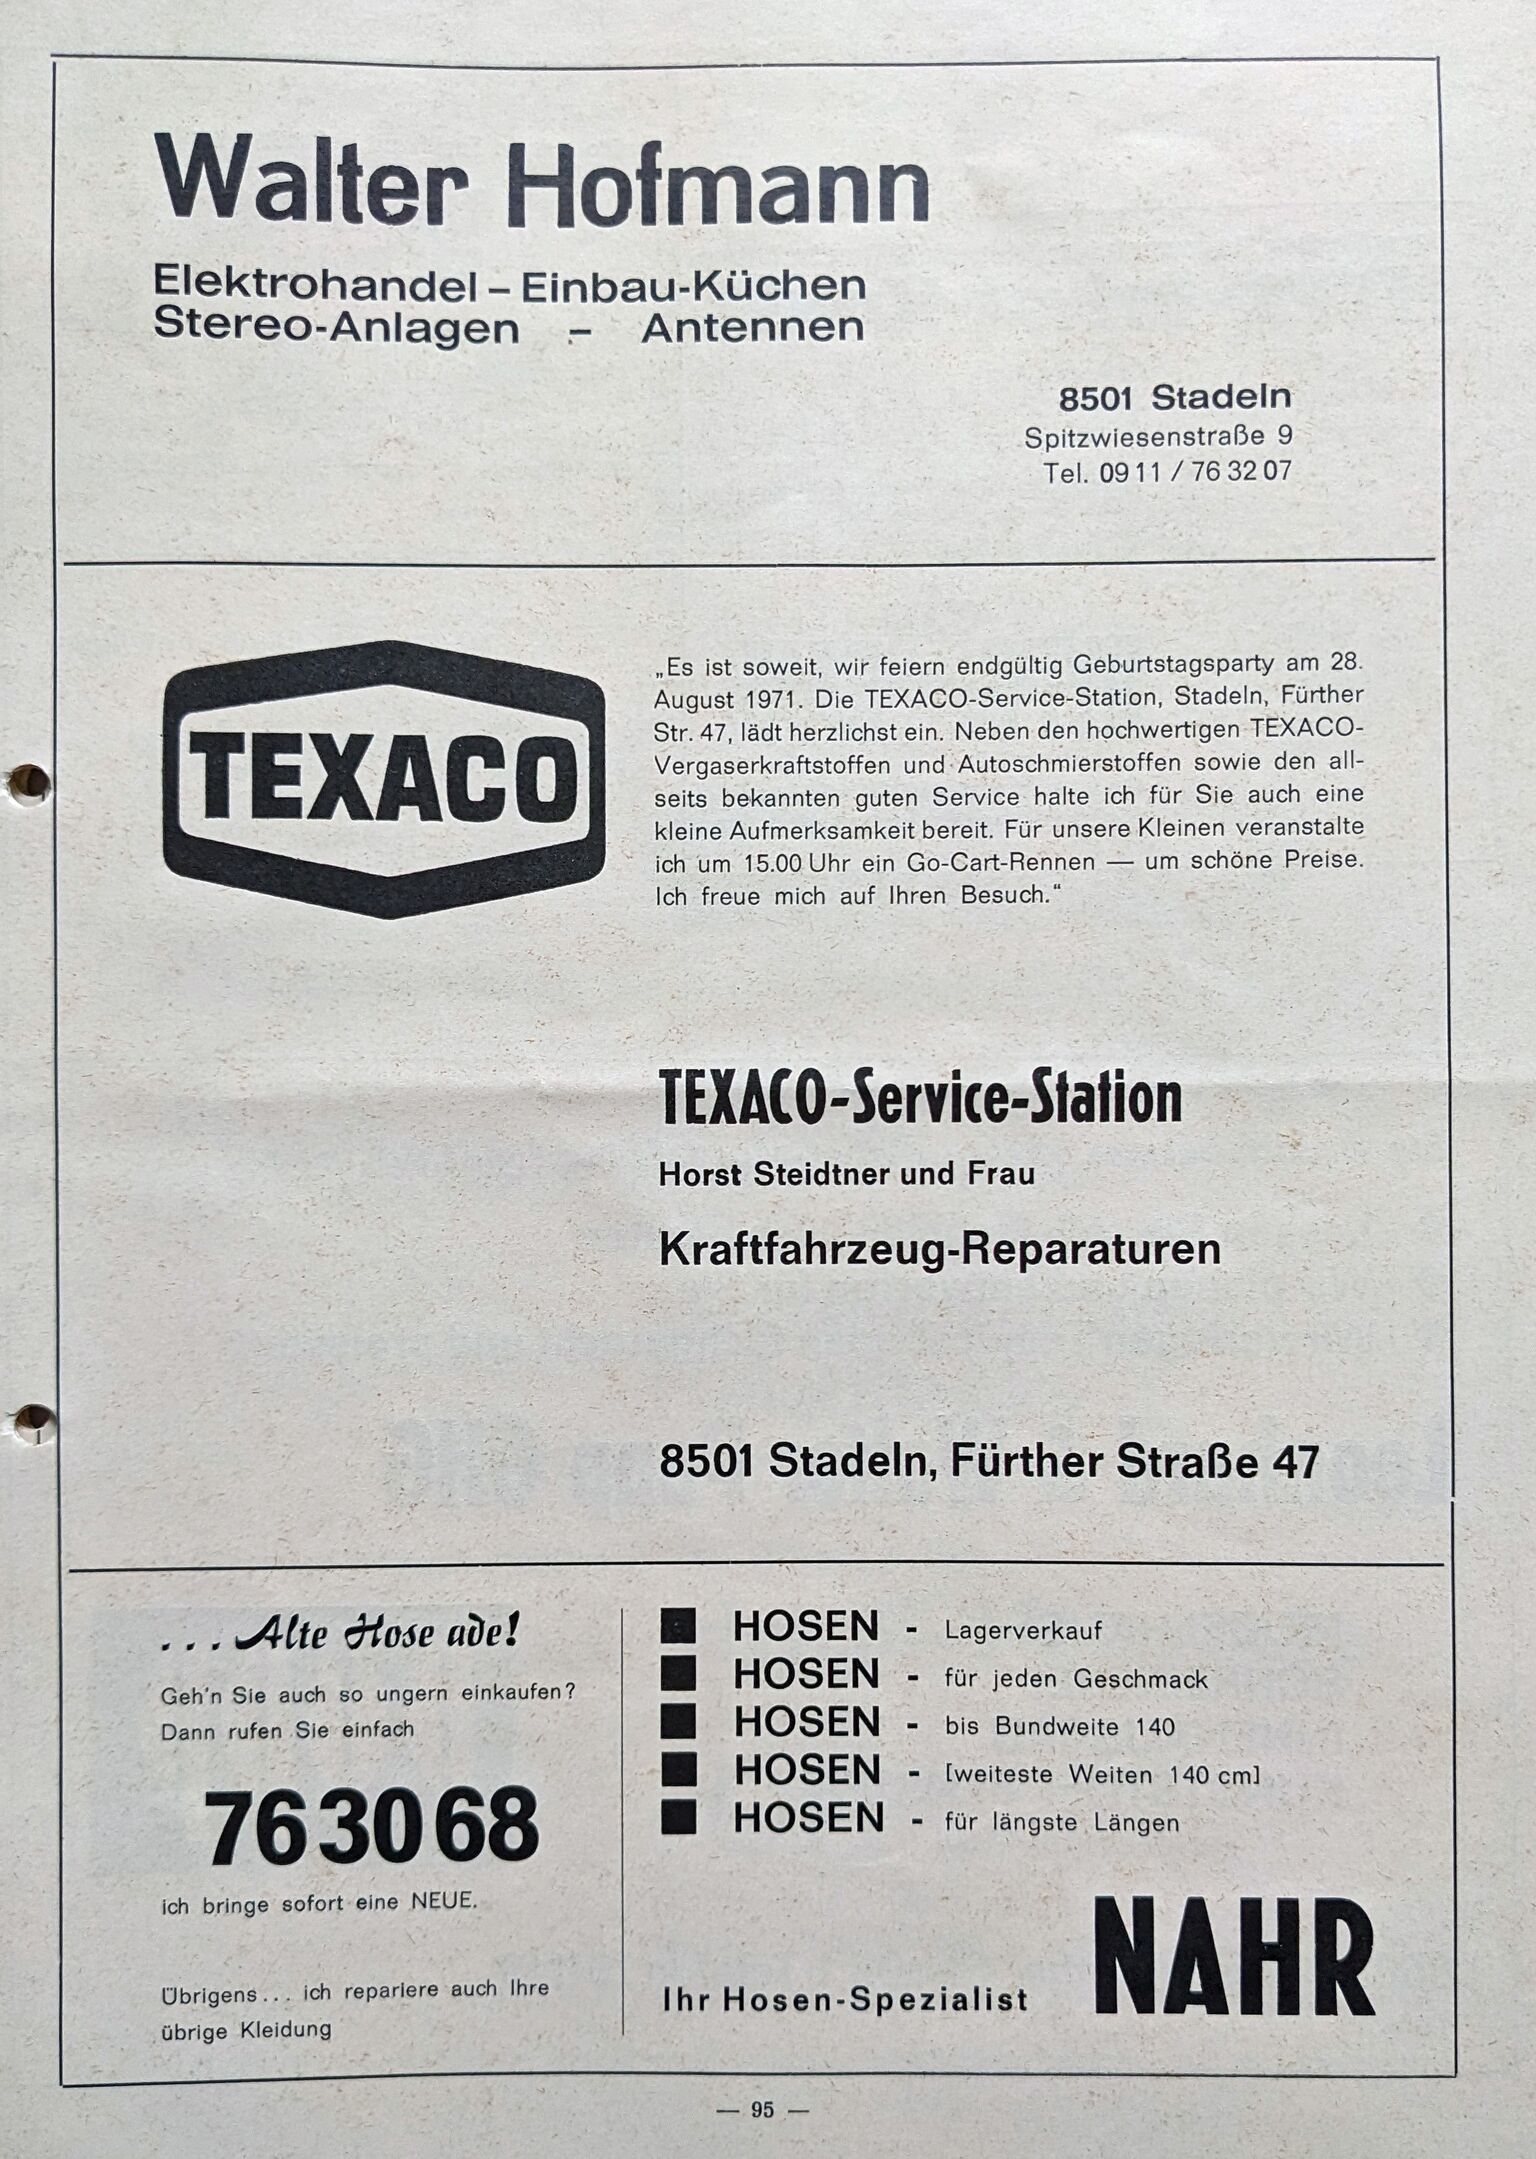 Walter Hofmann
Elektrohandel – Einbau-Küchen
Stereo-Anlagen – Antennen
8501 Stadeln
Spitzwiesenstraße 9
Tel. 09 11 / 76 32 07
TEXACO
„Es ist soweit, wir feiern endgültig Geburtstagsparty am 28.
August 1971. Die TEXACO-Service-Station, Stadeln, Fürther
Str. 47, lädt herzlichst ein. Neben den hochwertigen TEXACO-
Vergaserkraftstoffen und Autoschmierstoffen sowie den all-
seits bekannten guten Service halte ich für Sie auch eine
kleine Aufmerksamkeit bereit. Für unsere Kleinen veranstalte
ich um 15.00 Uhr ein Go-Cart-Rennen — um schöne Preise.
Ich freue mich auf Ihren Besuch.“
TEXACO-Service-Station
Horst Steidtner und Frau
Kraftfahrzeug-Reparaturen
8501 Stadeln, Fürther Straße 47
. . . Alte Hose ade!
Geh'n Sie auch so ungern einkaufen?
Dann rufen Sie einfach
76 30 68
ich bringe sofort eine NEUE.
Übrigens... ich repariere auch Ihre
übrige Kleidung
HOSEN - Lagerverkauf
HOSEN - für jeden Geschmack
HOSEN - bis Bundweite 140
HOSEN - [weiteste Weiten 140 cm]
HOSEN - für längste Längen
Ihr Hosen-Spezialist NAHR
— 95 —